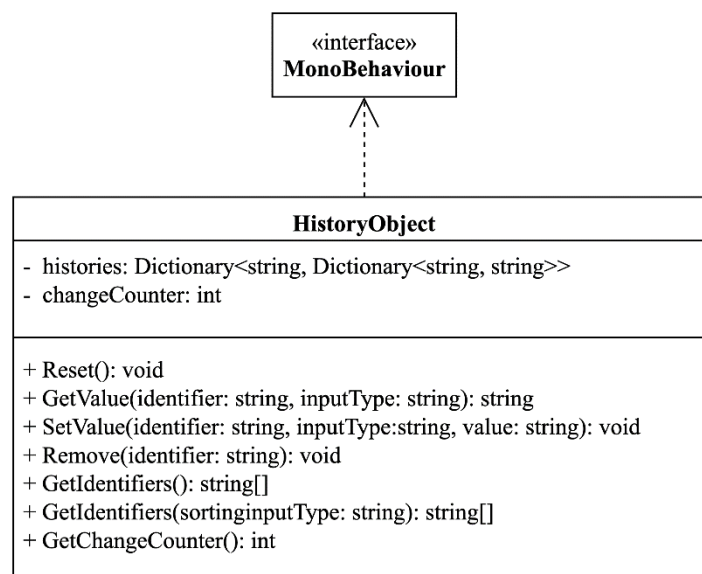 «interface»
MonoBehaviour
HistoryObject
- histories: Dictionary<string, Dictionary<string, string>>
- changeCounter: int
+ Reset(): void
+ GetValue(identifier: string, inputType: string): string
+ SetValue(identifier: string, inputType:string, value: string): void
+ Remove(identifier: string): void
+ GetIdentifiers(): string[]
+ GetIdentifiers(sortinginputType: string): string[]
+ GetChangeCounter(): int